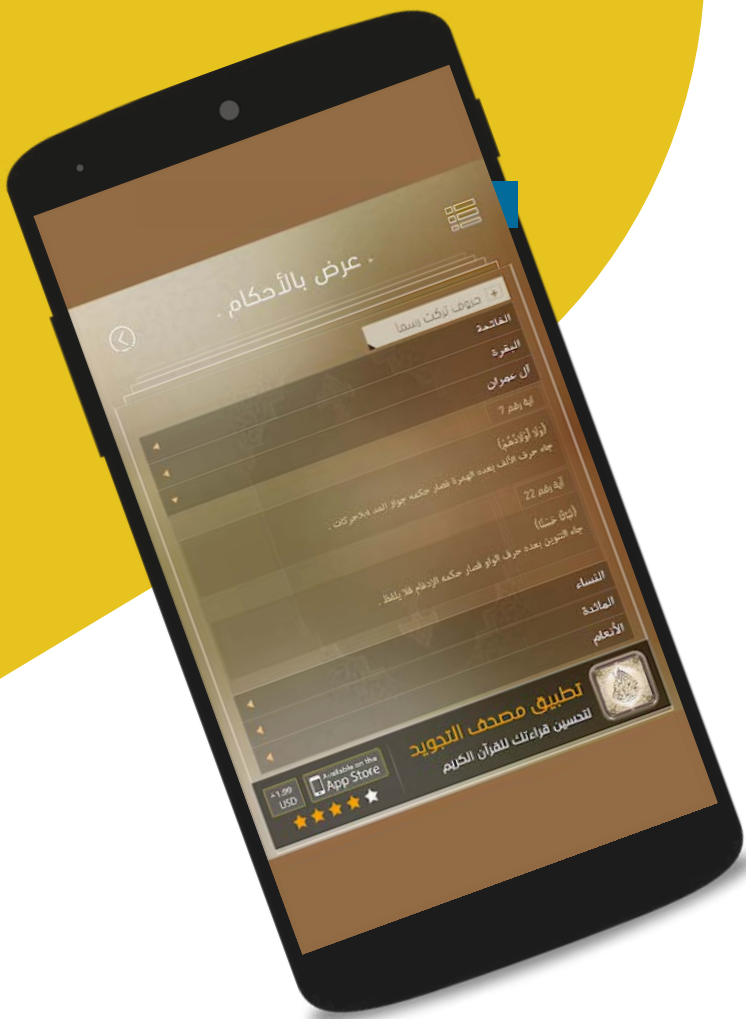 عرض بالأحكام .
+ حروف تركت رسما
الفاتحة
البقرة
آل عمران
آية رقم 7
(وَلَا أَوْلَادُهُمْ)
جاء حرف الألف بعده الهمزة فصار حكمه جواز المد حركات .
آية رقم 22
جاء التنوين بعده حرف الواو فصار حكمه الإدغام فلا يلفظ .
النساء
المائدة
الأنعام
تطبيق مصحف التجويد
لتحسين قراءتك للقرآن الكريم
Available on the
App Store
1.99
USD